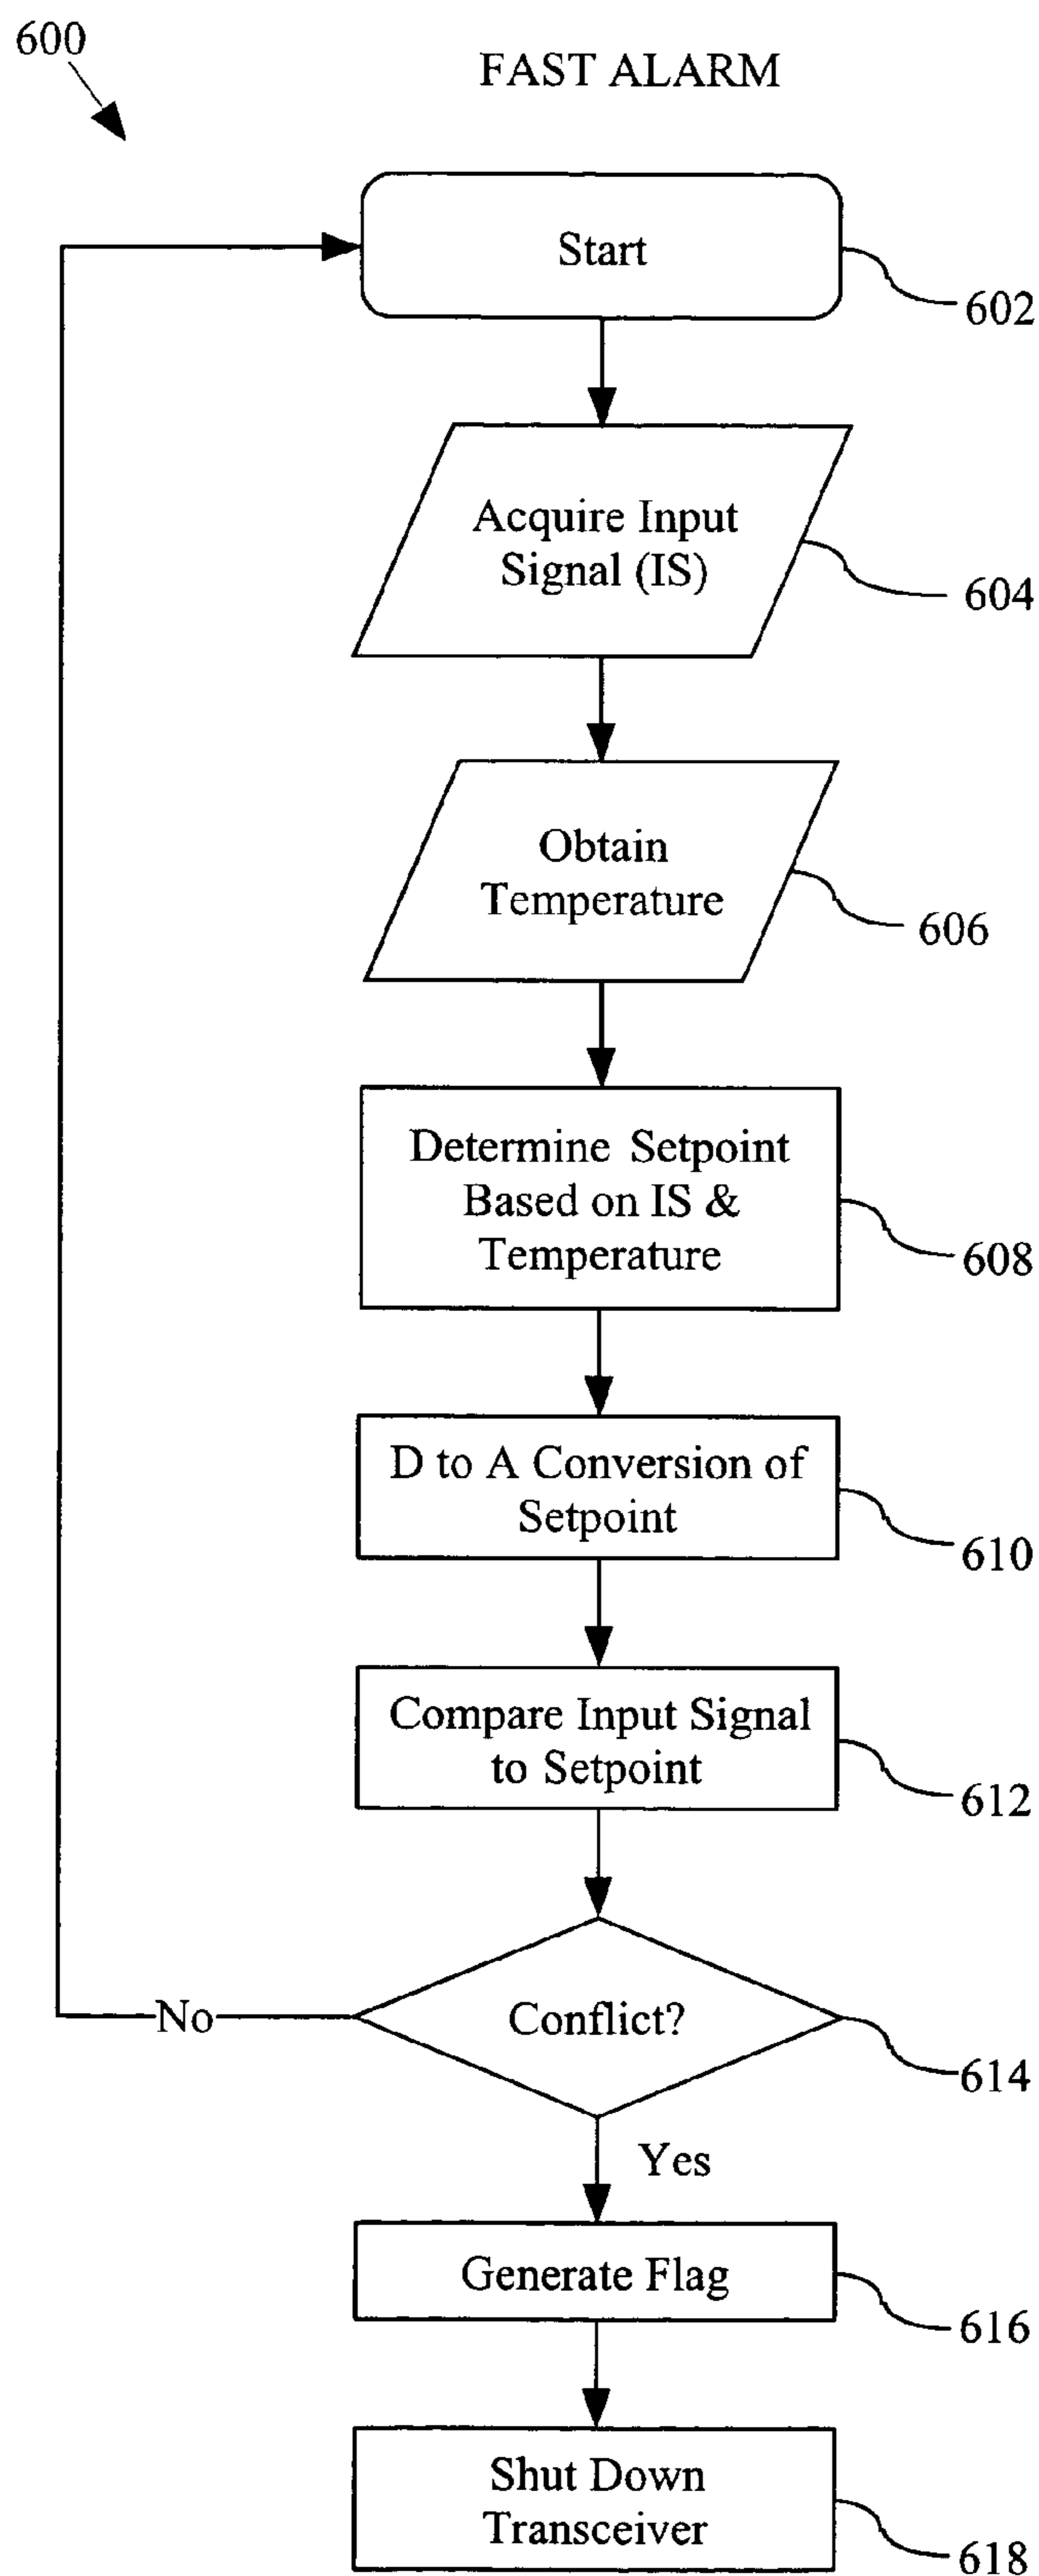 600
FAST ALARM
Start
602
Acquire Input
Signal (IS)
604
Obtain
Temperature
606
Determine Setpoint
Based on IS &
Temperature
608
D to A Conversion of
Setpoint
610
Compare Input Signal
to Setpoint
612
Conflict?
No
614
Yes
Generate Flag
616
Shut Down
Transceiver
618